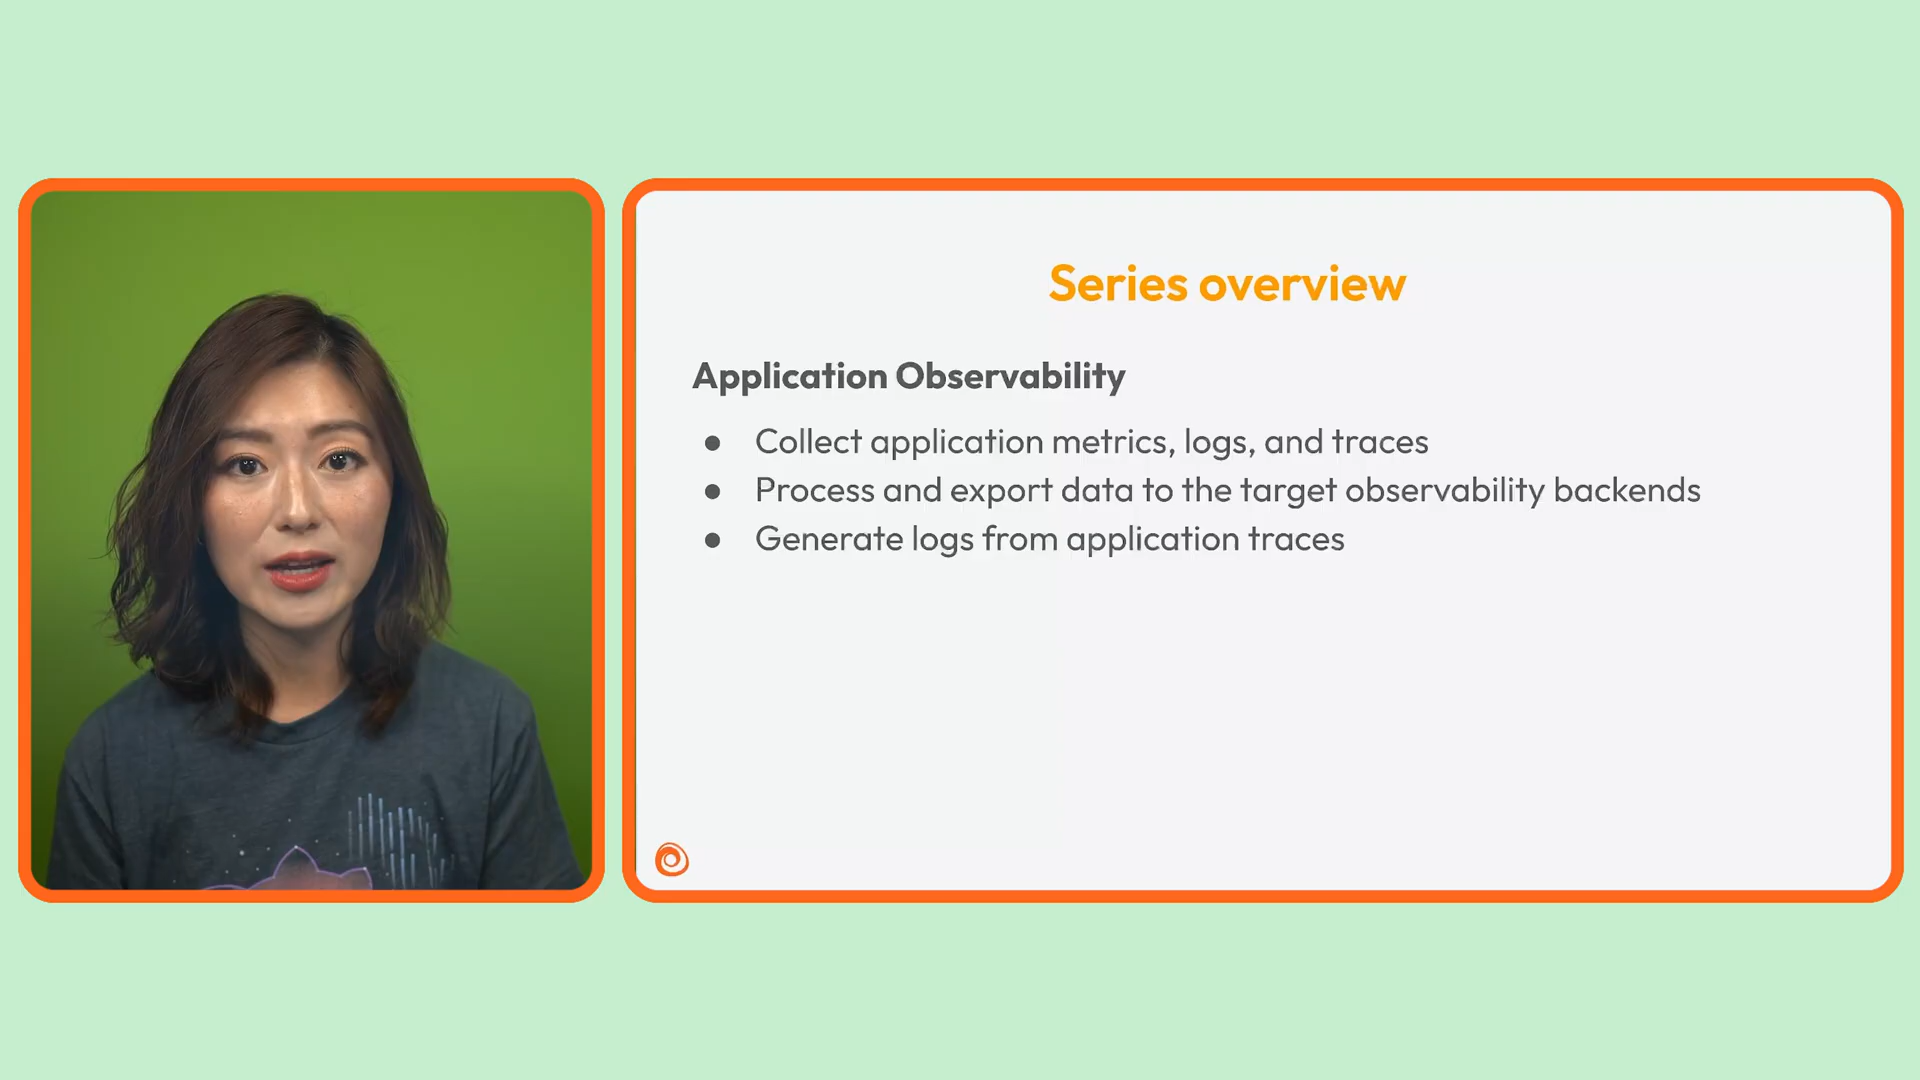 Series overview
Application Observability
● Collect application metrics, logs, and traces
● Process and export data to the target observability backends
● Generate logs from application traces